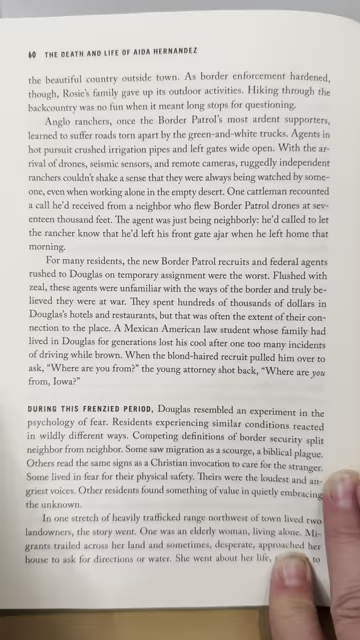 60 THE DEATH AND LIFE OF AIDA HERNANDEZ
the beautiful country outside town. As border enforcement hardened,
though, Rosie's family gave up its outdoor activities. Hiking through the
backcountry was no fun when it meant long stops for questioning.
Anglo ranchers, once the Border Patrol's most ardent supporters,
learned to suffer roads torn apart by the green-and-white trucks. Agents in
hot pursuit crushed irrigation pipes and left gates wide open. With the ar-
rival of drones, seismic sensors, and remote cameras, ruggedly independent
ranchers couldn't shake a sense that they were always being watched by some-
one, even when working alone in the empty desert. One cattleman recounted
a call he'd received from a neighbor who flew Border Patrol drones at sev-
enteen thousand feet. The agent was just being neighborly: he'd called to let
the rancher know that he'd left his front gate ajar when he left home that
morning.
For many residents, the new Border Patrol recruits and federal agents
rushed to Douglas on temporary assignment were the worst. Flushed with
zeal, these agents were unfamiliar with the ways of the border and truly be-
lieved they were at war. They spent hundreds of thousands of dollars in
Douglas's hotels and restaurants, but that was often the extent of their con-
nection to the place. A Mexican American law student whose family had
lived in Douglas for generations lost his cool after one too many incidents
of driving while brown. When the blond-haired recruit pulled him over to
ask, "Where are you from?" the young attorney shot back, "Where are you
from, Iowa?"
DURING THIS FRENZIED PERIOD, Douglas resembled an experiment in the
psychology of fear. Residents experiencing similar conditions reacted
in wildly different ways. Competing definitions of border security split
neighbor from neighbor. Some saw migration as a scourge, a biblical plague.
Others read the same signs as a Christian invocation to care for the stranger.
Some lived in fear for their physical safety. Theirs were the loudest and an-
griest voices. Other residents found something of value in quietly embracing
the unknown.
In one stretch of heavily trafficked range northwest of town lived two
landowners, the story went. One was an elderly woman, living alone. Mi-
grants trailed across her land and sometimes, desperate, approached her
house to ask for directions or water. She went about her life, to